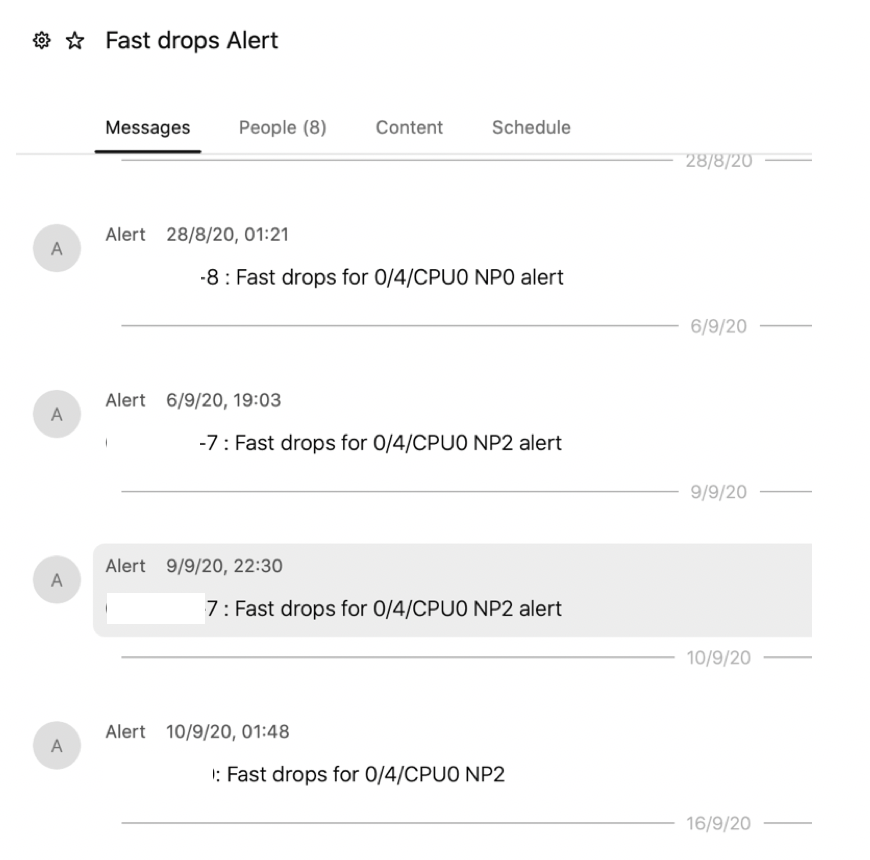 Fast drops Alert
Messages People (8) Content Schedule
28/8/20
A
Alert 28/8/20, 01:21
-8 : Fast drops for 0/4/CPU0 NP0 alert
6/9/20
A
Alert 6/9/20, 19:03
-7 : Fast drops for 0/4/CPU0 NP2 alert
9/9/20
A
Alert 9/9/20, 22:30
7 : Fast drops for 0/4/CPU0 NP2 alert
10/9/20
A
Alert 10/9/20, 01:48
: Fast drops for 0/4/CPU0 NP2
16/9/20